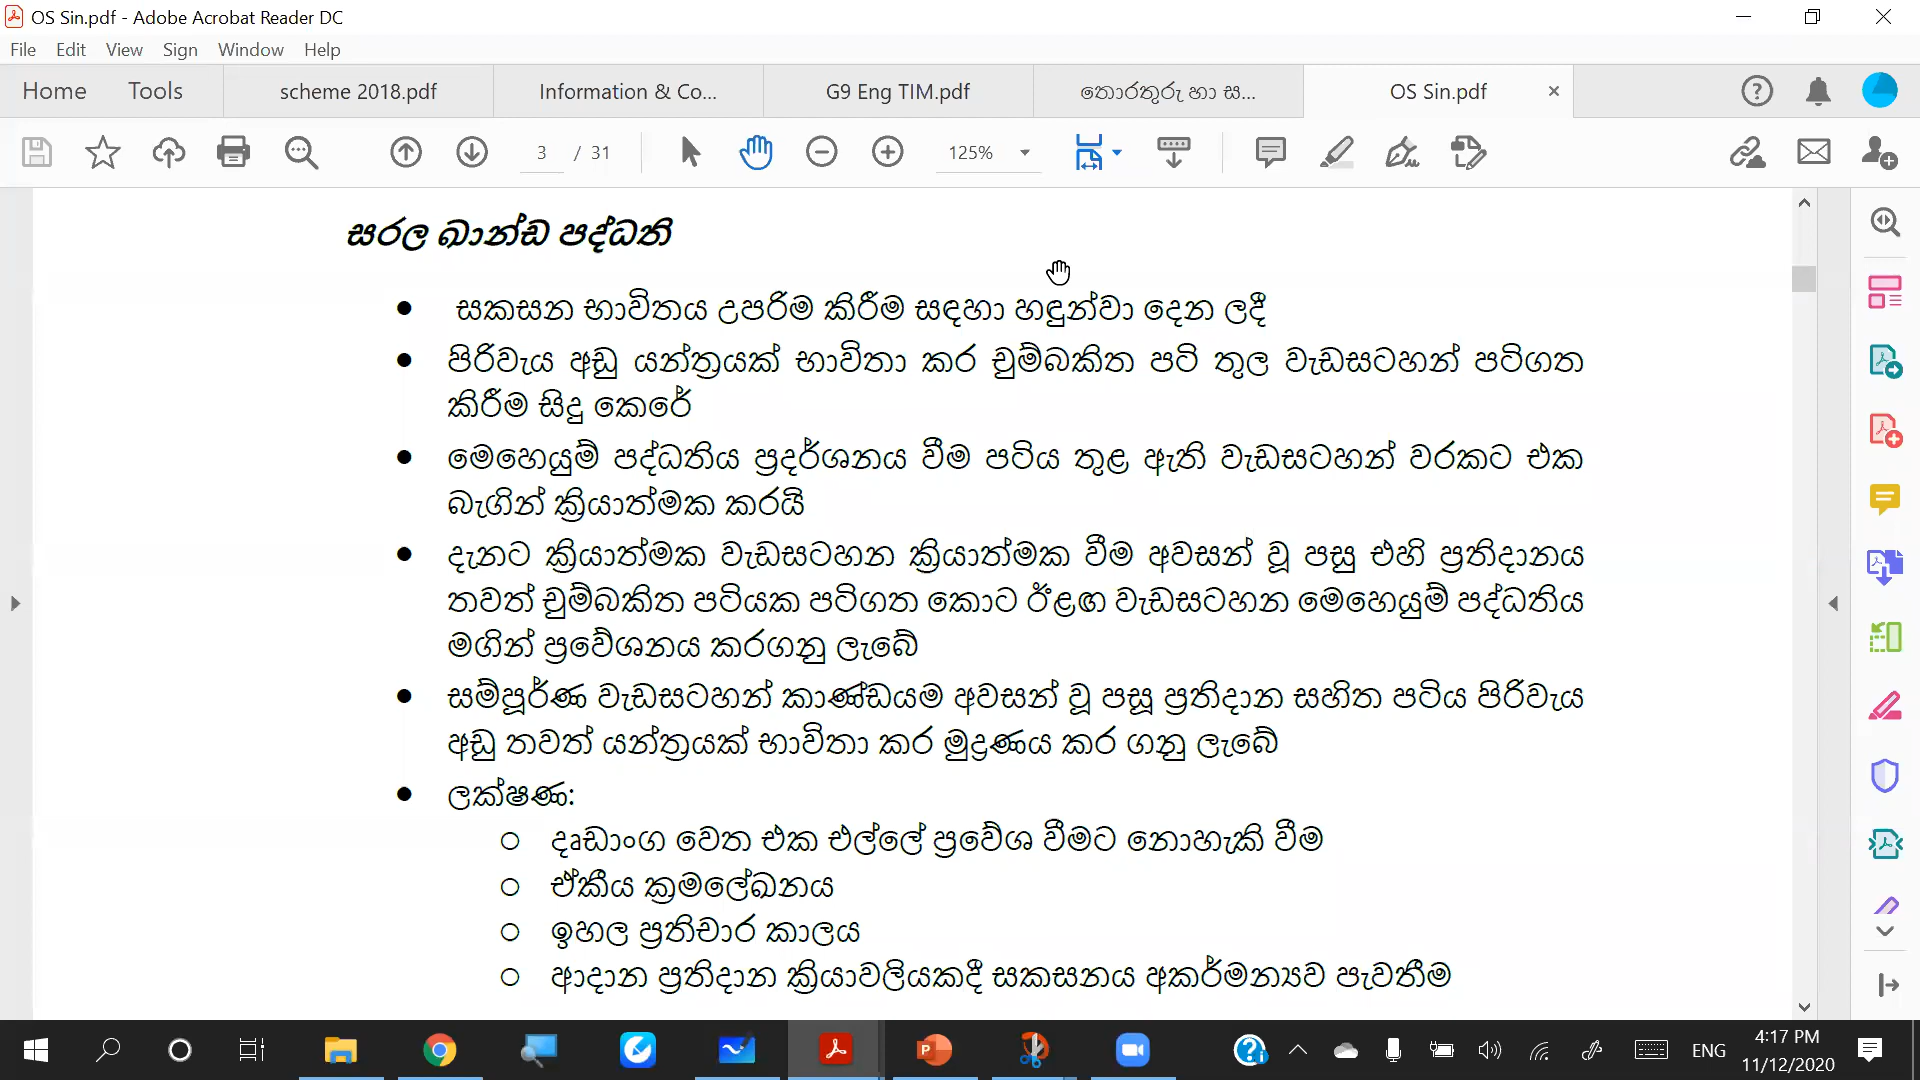 OS Sin.pdf - Adobe Acrobat Reader DC
File Edit View Sign Window Help
Home Tools scheme 2018.pdf Information & Co... G9 Eng TIM.pdf තොරතුරු හා ස... OS Sin.pdf
3 / 31 125%
සරල ඛාන්ඩ පද්ධති
සකසන භාවිතය උපරිම කිරීම සඳහා හඳුන්වා දෙන ලදී
පිරිවැය අඩු යන්ත්‍රයක් භාවිතා කර චුම්බකිත පටි තුල වැඩසටහන් පටිගත
කිරීම සිදු කෙරේ
මෙහෙයුම් පද්ධතිය ප්‍රදර්ශනය වීම පටිය තුළ ඇති වැඩසටහන් වරකට එක
බැගින් ක්‍රියාත්මක කරයි
දැනට ක්‍රියාත්මක වැඩසටහන ක්‍රියාත්මක වීම අවසන් වූ පසු එහි ප්‍රතිදානය
තවත් චුම්බකිත පටියක පටිගත කොට ඊළඟ වැඩසටහන මෙහෙයුම් පද්ධතිය
මගින් ප්‍රවේශනය කරගනු ලැබේ
සම්පූර්ණ වැඩසටහන් කාණ්ඩයම අවසන් වූ පසූ ප්‍රතිදාන සහිත පටිය පිරිවැය
අඩු තවත් යන්ත්‍රයක් භාවිතා කර මුද්‍රණය කර ගනු ලැබේ
ලක්ෂණ:
දෘඩාංග වෙත එක එල්ලේ ප්‍රවේශ වීමට නොහැකි වීම
ඒකීය ක්‍රමලේඛනය
ඉහල ප්‍රතිචාර කාලය
ආදාන ප්‍රතිදාන ක්‍රියාවලියකදී සකසනය අකර්මන්‍යව පැවතීම
ENG
4:17 PM
11/12/2020